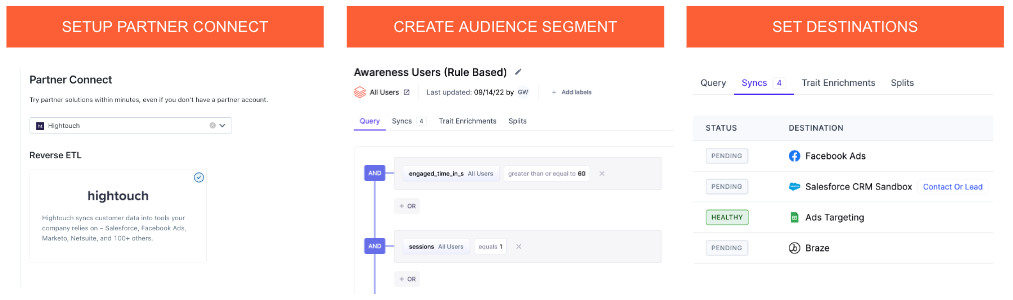 SETUP PARTNER CONNECT
Partner Connect
Try partner solutions within minutes, even if you don't have a partner account.
ht Hightouch
Reverse ETL
hightouch
Hightouch syncs customer data into tools your
company relies on – Salesforce, Facebook Ads,
Marketo, Netsuite, and 100+ others.
CREATE AUDIENCE SEGMENT
Awareness Users (Rule Based)
All Users Last updated: 09/14/22 by GW + Add labels
Query Syncs 4 Trait Enrichments Splits
AND engaged_time_in_s All Users greater than or equal to 60
+ OR
AND sessions All Users equals 1
+ OR
SET DESTINATIONS
Query Syncs 4 Trait Enrichments Splits
STATUS DESTINATION
PENDING Facebook Ads
PENDING Salesforce CRM Sandbox Contact Or Lead
HEALTHY Ads Targeting
PENDING Braze